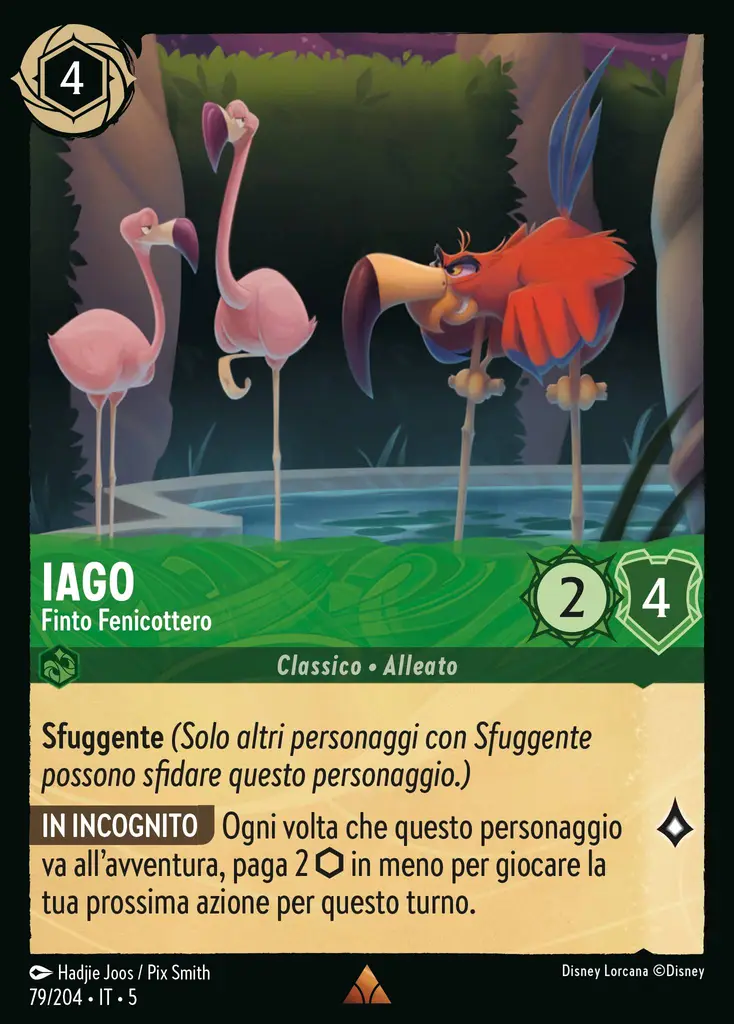 4
IAGO
Finto Fenicottero
2
4
Classico • Alleato
Sfuggente (Solo altri personaggi con Sfuggente
possono sfidare questo personaggio.)
IN INCOGNITO Ogni volta che questo personaggio
va all'avventura, paga 2 ⬡ in meno per giocare la
tua prossima azione per questo turno.
Hadjie Joos / Pix Smith
Disney Lorcana ©Disney
79/204 • IT • 5